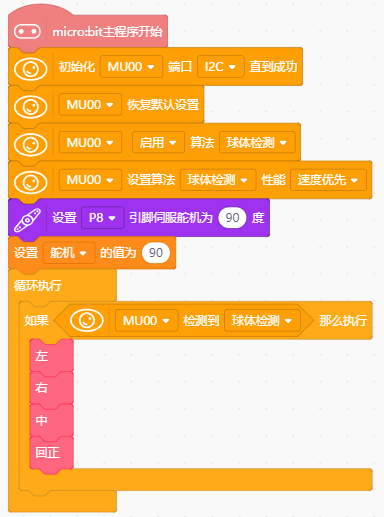 micro:bit主程序开始
初始化 MU00 端口 I2C 直到成功
MU00 恢复默认设置
MU00 启用 算法 球体检测
MU00 设置算法 球体检测 性能 速度优先
设置 P8 引脚伺服舵机为 90 度
设置 舵机 的值为 90
循环执行
如果 MU00 检测到 球体检测 那么执行
左
右
中
回正